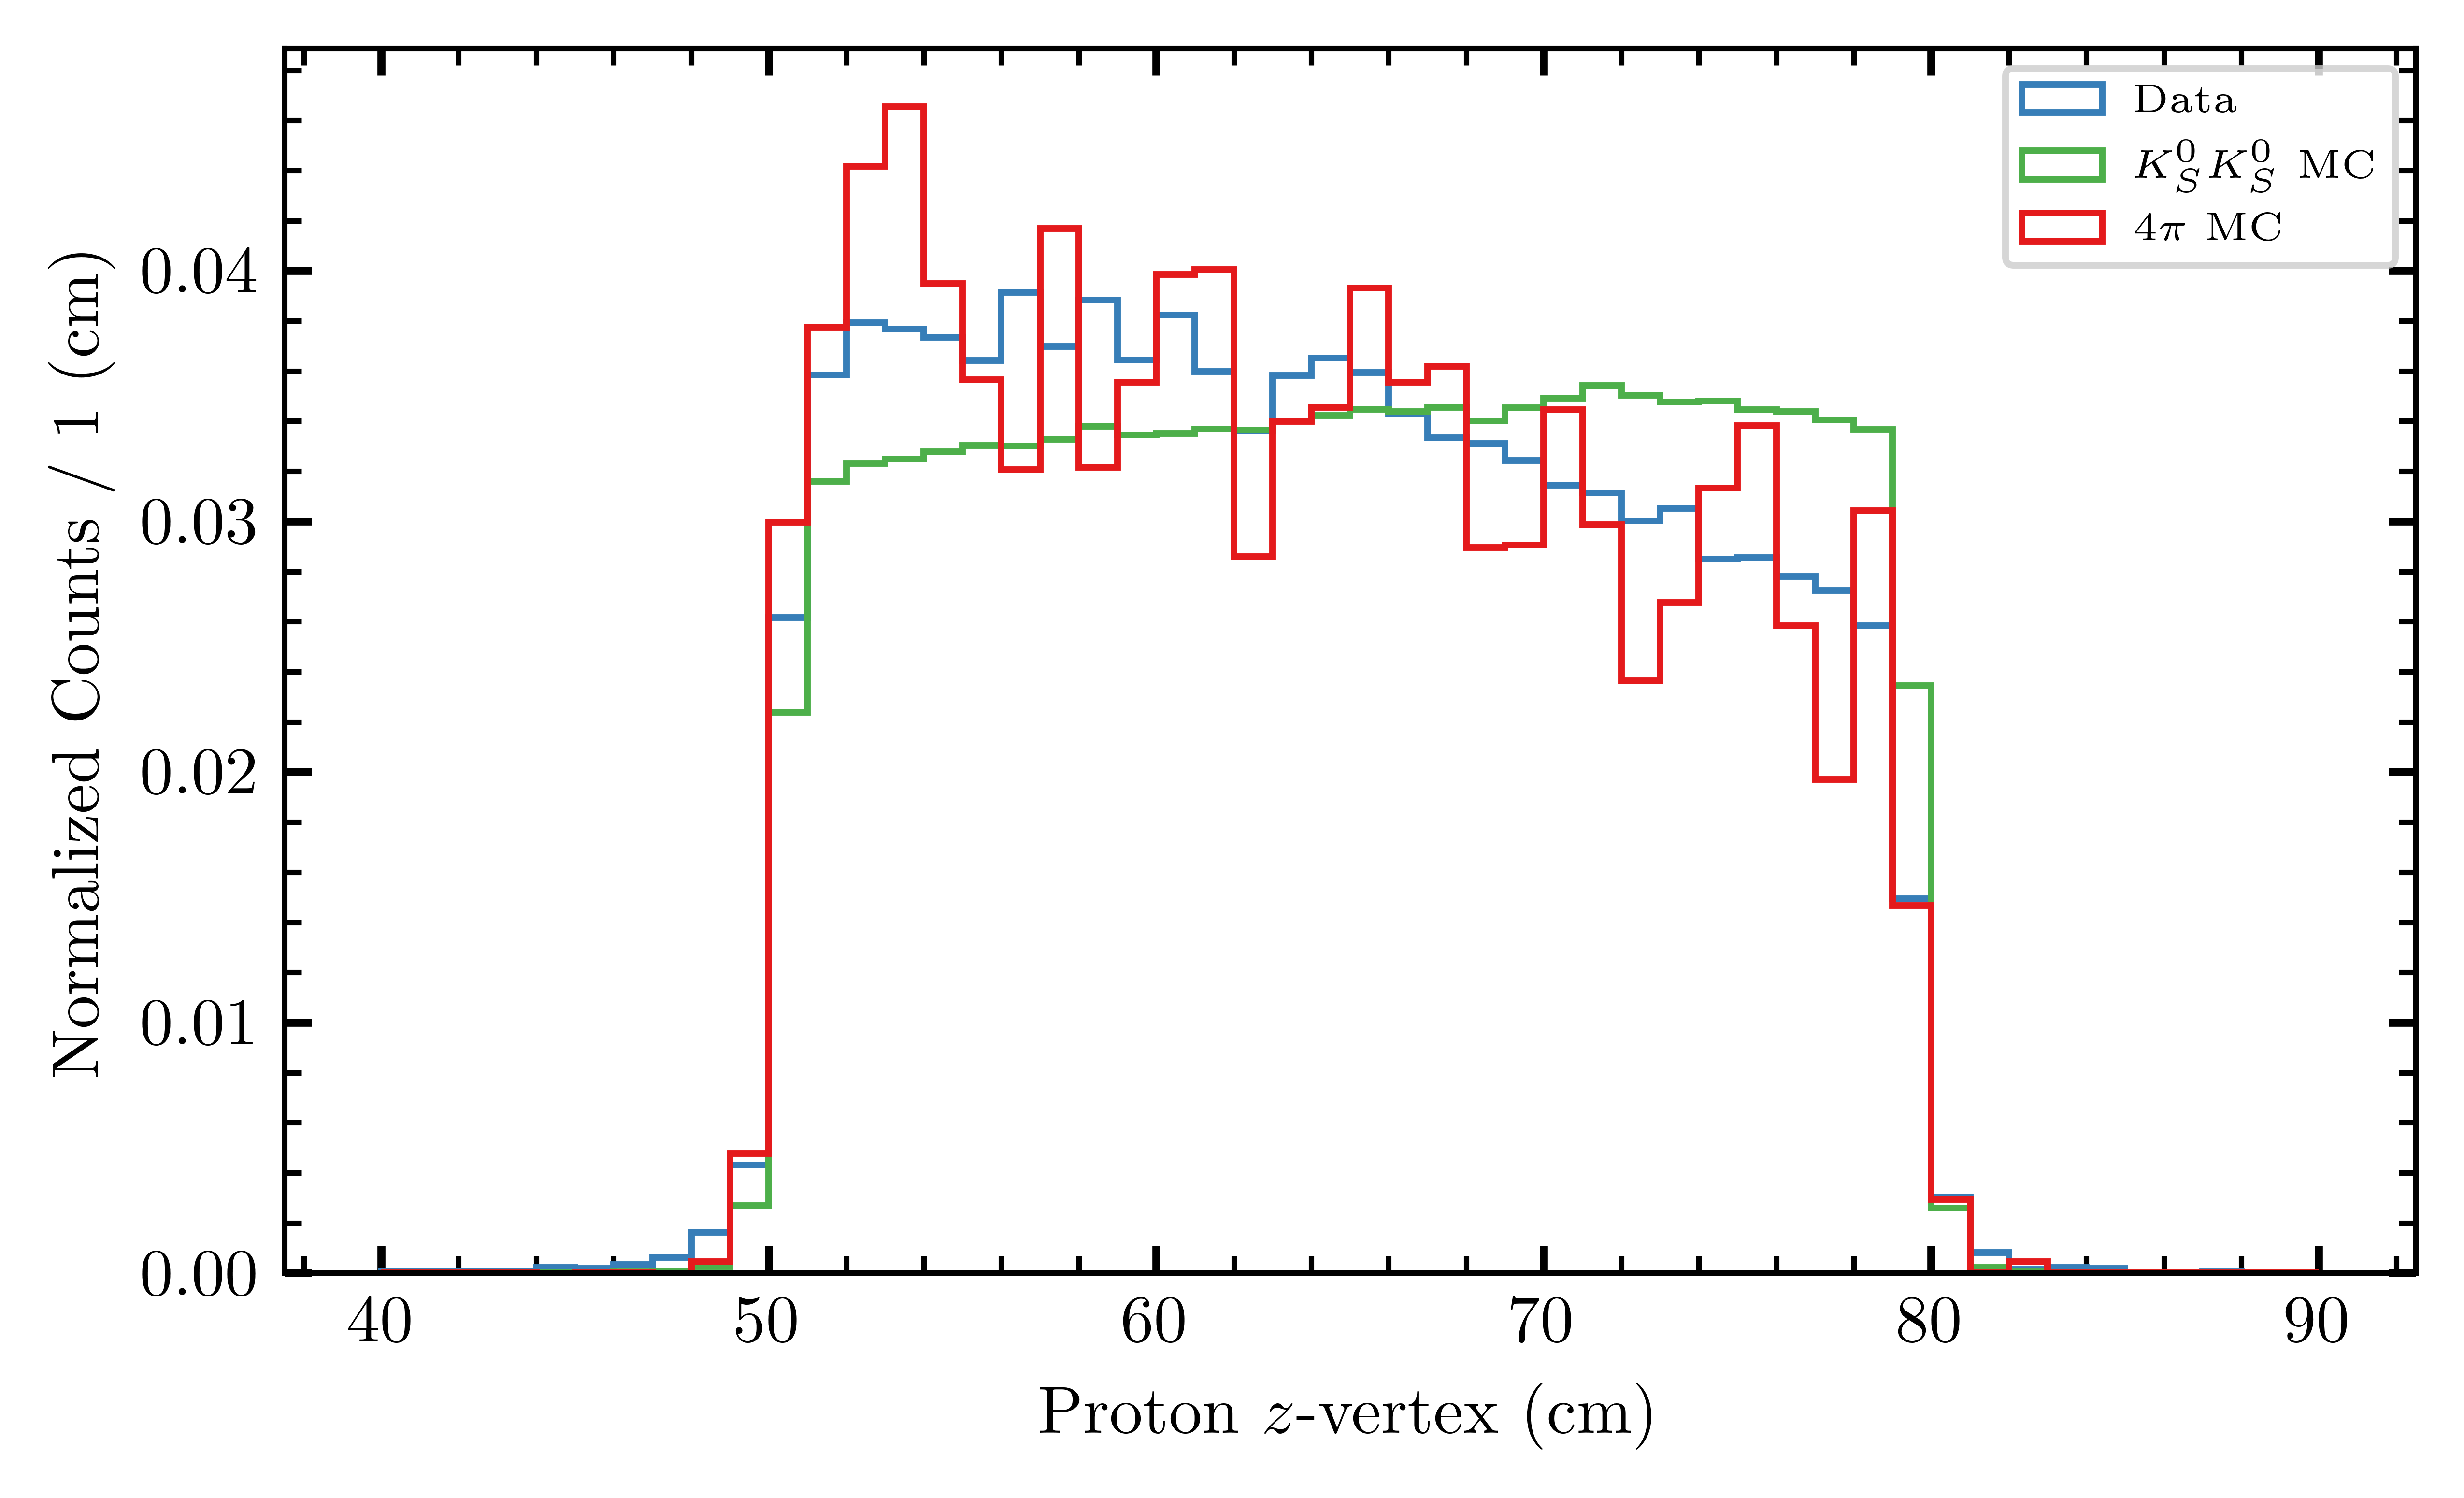 Data
$K_S^0 K_S^0$ MC
4π MC
Normalized Counts / 1 (cm)
0.04
0.03
0.02
0.01
0.00
40 50 60 70 80 90
Proton z-vertex (cm)